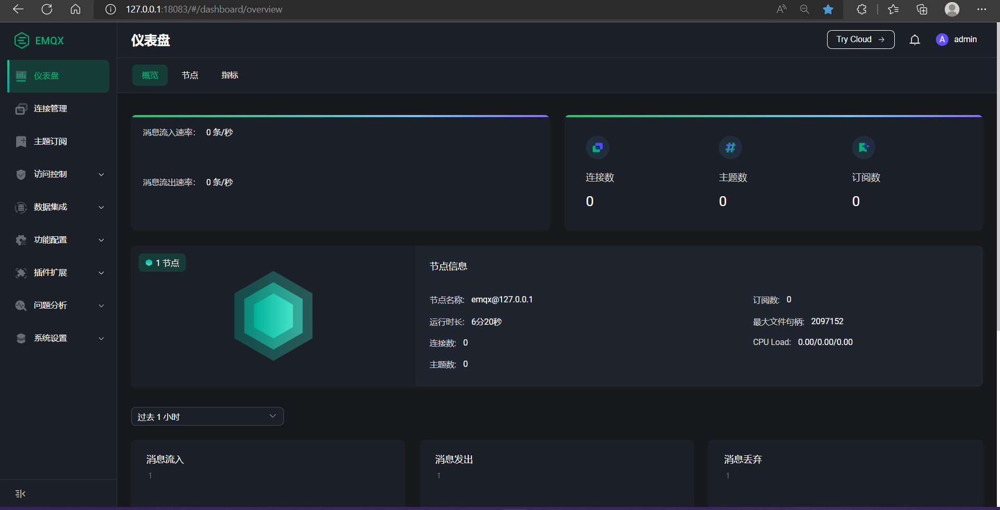 127.0.0.1:18083/#/dashboard/overview
EMQX
仪表盘
连接管理
主题订阅
访问控制
数据集成
功能配置
插件扩展
问题分析
系统设置
仪表盘
Try Cloud →
A admin
概览 节点 指标
消息流入速率: 0 条/秒
消息流出速率: 0 条/秒
连接数 主题数 订阅数
0 0 0
1 节点
节点信息
节点名称: emqx@127.0.0.1
运行时长: 6分20秒
连接数: 0
主题数: 0
订阅数: 0
最大文件句柄: 2097152
CPU Load: 0.00/0.00/0.00
过去 1 小时
消息流入
1
消息发出
1
消息丢弃
1